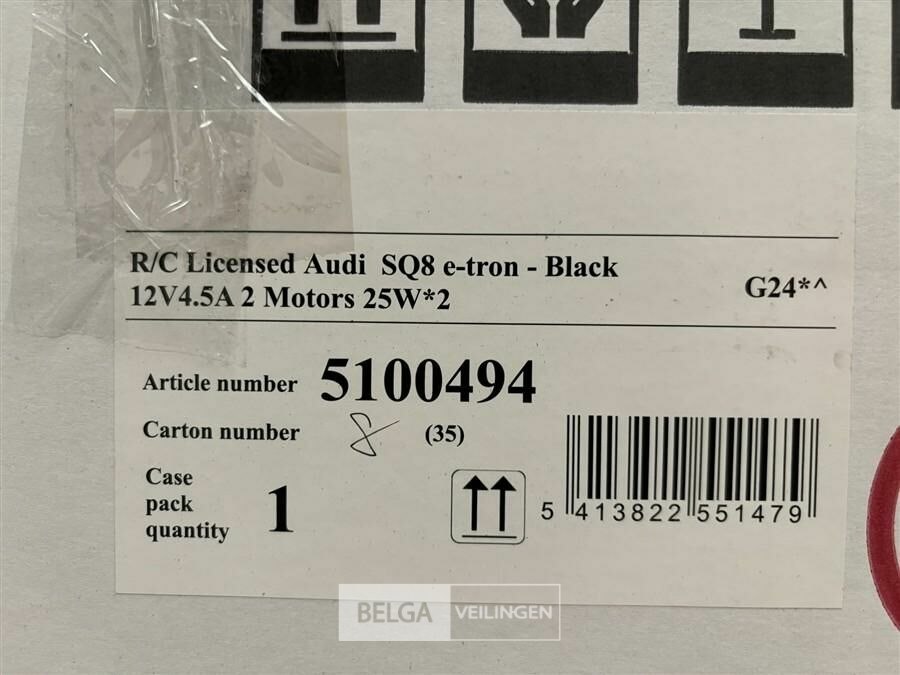 R/C Licensed Audi SQ8 e-tron - Black
12V4.5A 2 Motors 25W*2
G24*^
Article number 5100494
Carton number 8 (35)
Case
pack
quantity 1
5 413822 551479
BELGA VEILINGEN